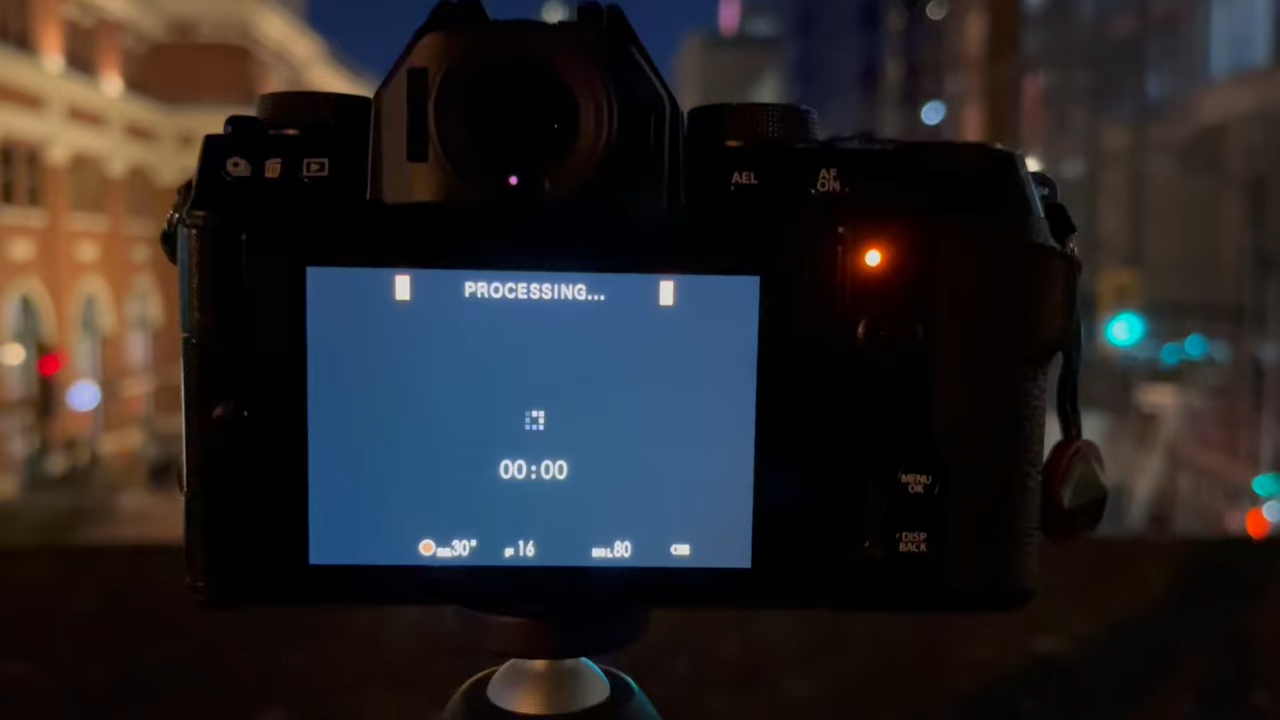 AEL
AF
ON
PROCESSING...
00:00
30" 16 80
MENU
OK
DISP
BACK